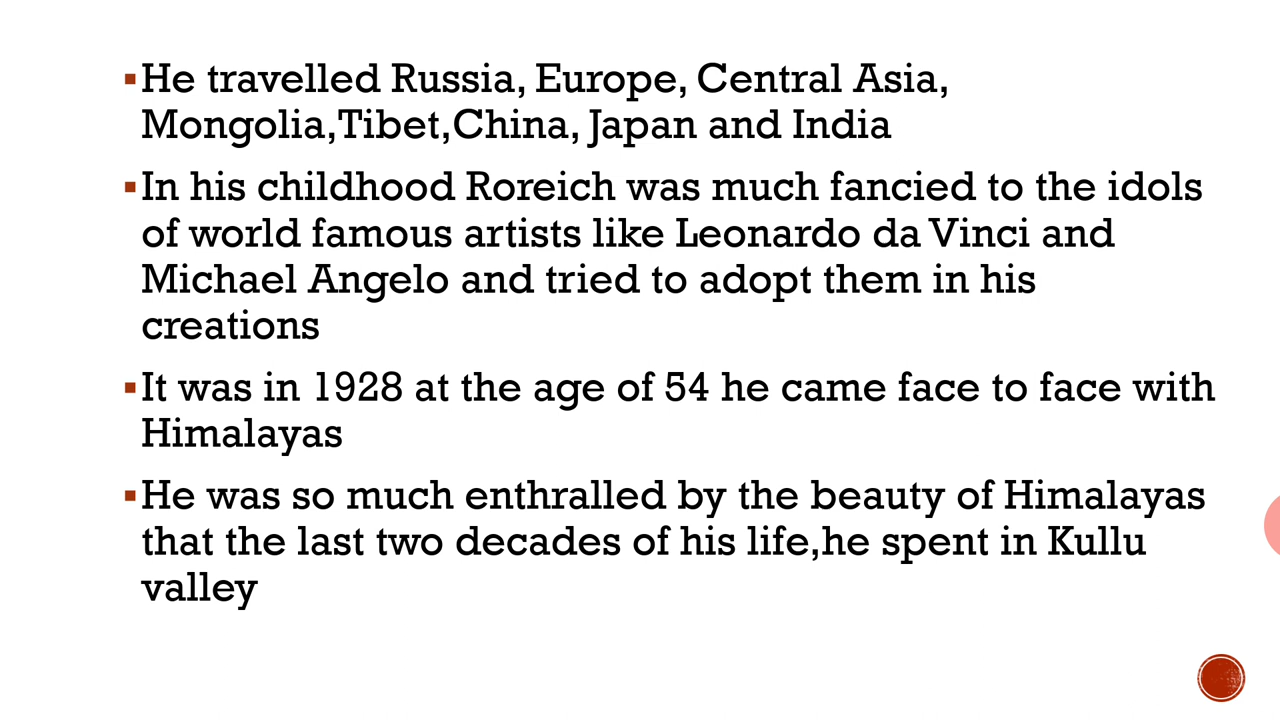 ▪He travelled Russia, Europe, Central Asia,
Mongolia,Tibet,China, Japan and India
▪In his childhood Roreich was much fancied to the idols
of world famous artists like Leonardo da Vinci and
Michael Angelo and tried to adopt them in his
creations
▪It was in 1928 at the age of 54 he came face to face with
Himalayas
▪He was so much enthralled by the beauty of Himalayas
that the last two decades of his life,he spent in Kullu
valley